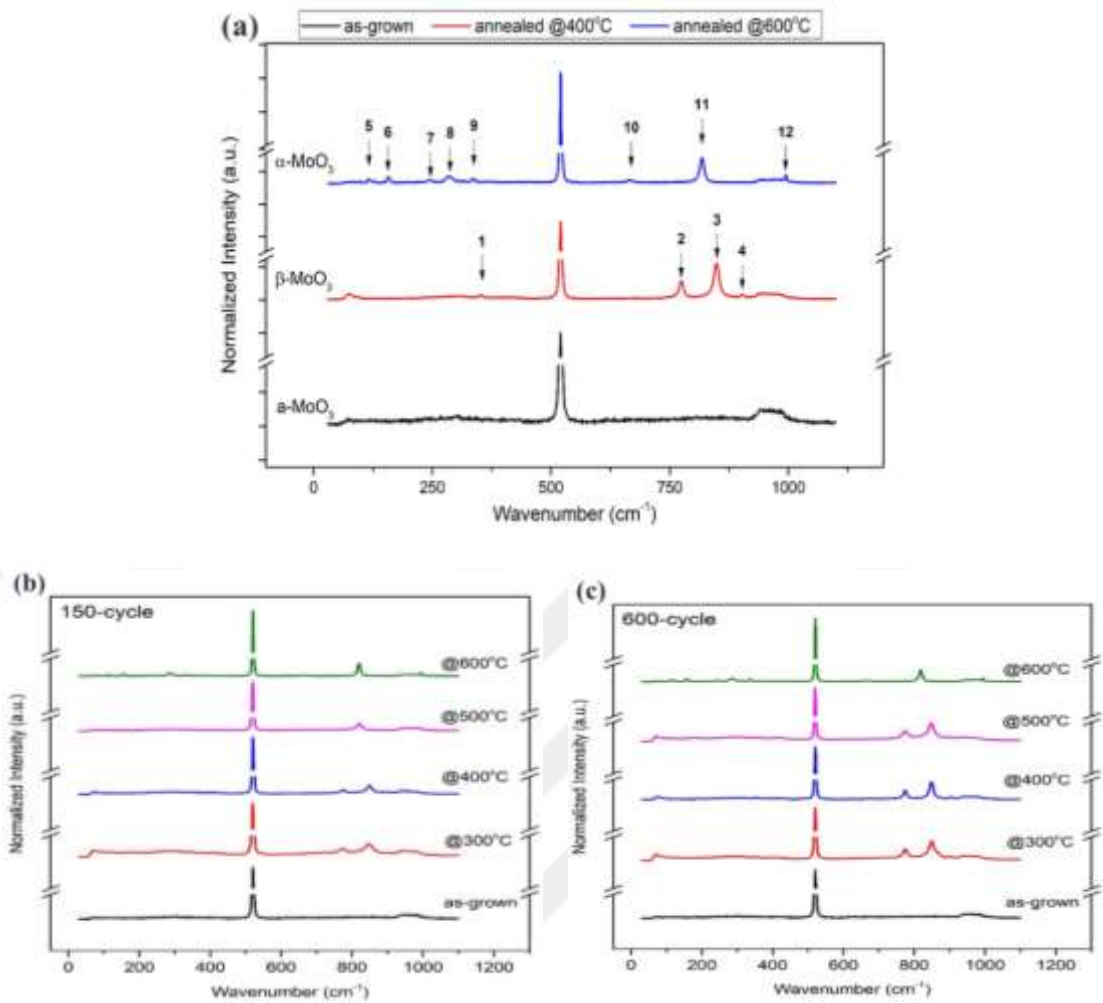 (a)
as-grown annealed @400°C annealed @600°C
Normalized Intensity (a.u.)
5 6 7 8 9 10 11 12
α-MoO₃
1 2 3 4
β-MoO₃
a-MoO₃
0 250 500 750 1000
Wavenumber (cm⁻¹)
(b)
150-cycle
Normalized Intensity (a.u.)
@600°C
@500°C
@400°C
@300°C
as-grown
0 200 400 600 800 1000 1200
Wavenumber (cm⁻¹)
(c)
600-cycle
Normalized Intensity (a.u.)
@600°C
@500°C
@400°C
@300°C
as-grown
0 200 400 600 800 1000 1200
Wavenumber (cm⁻¹)